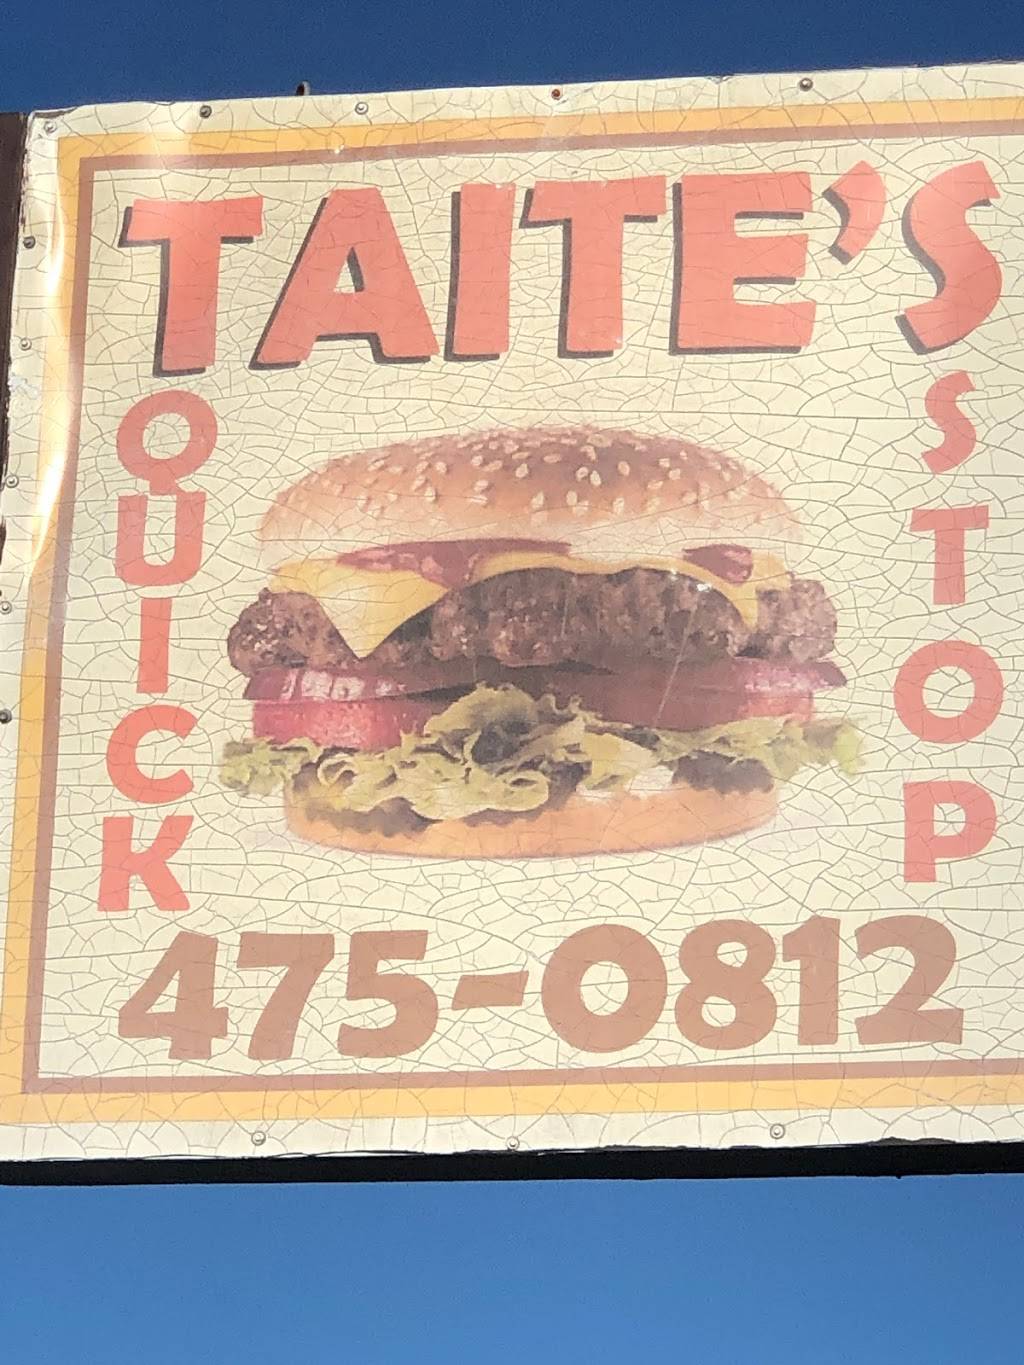 TAITE'S
QUICK
STOP
475-0812